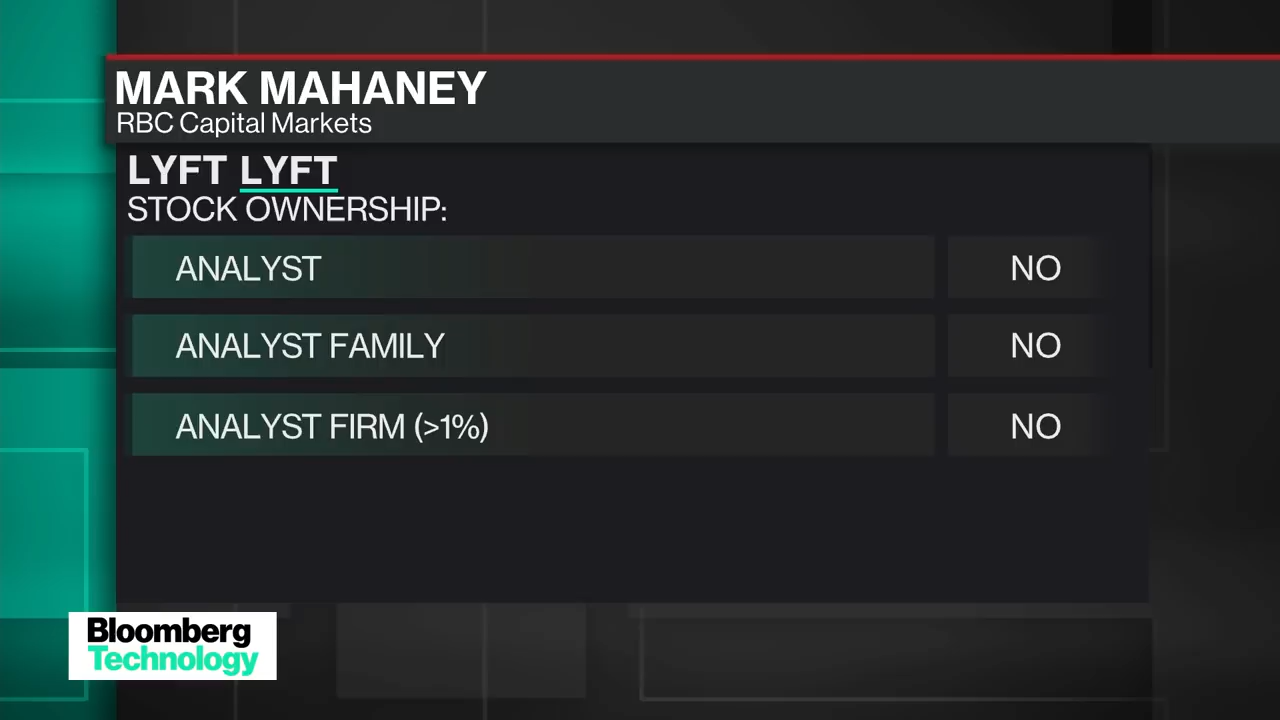 MARK MAHANEY
RBC Capital Markets
LYFT LYFT
STOCK OWNERSHIP:
ANALYST NO
ANALYST FAMILY NO
ANALYST FIRM (>1%) NO
Bloomberg
Technology